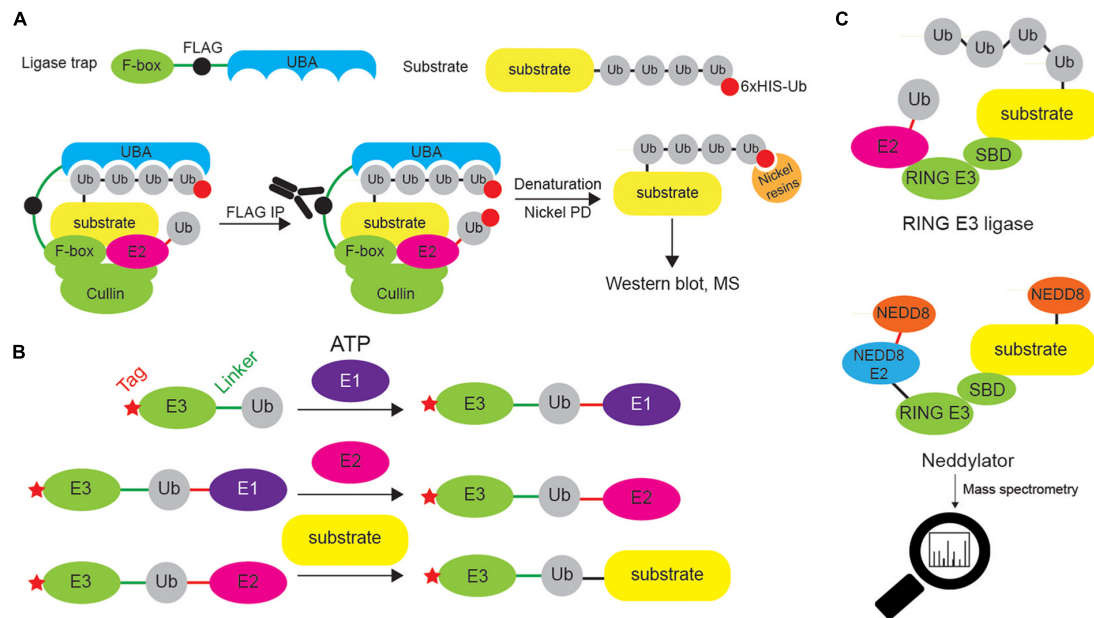 A
Ligase trap
F-box
FLAG
UBA
Substrate
substrate
Ub
Ub
Ub
Ub
6xHIS-Ub
UBA
Ub
Ub
Ub
Ub
substrate
Ub
F-box
E2
Cullin
FLAG IP
UBA
Ub
Ub
Ub
Ub
substrate
Ub
F-box
E2
Cullin
Denaturation
Nickel PD
Ub
Ub
Ub
Ub
substrate
Nickel
resins
Western blot, MS
B
Tag
Linker
E3
Ub
ATP
E1
E3
Ub
E1
E3
Ub
E1
E2
E3
Ub
E2
E3
Ub
E2
substrate
E3
Ub
substrate
C
Ub
Ub
Ub
Ub
Ub
substrate
E2
SBD
RING E3
RING E3 ligase
NEDD8
NEDD8
NEDD8
E2
substrate
SBD
RING E3
Neddylator
Mass spectrometry